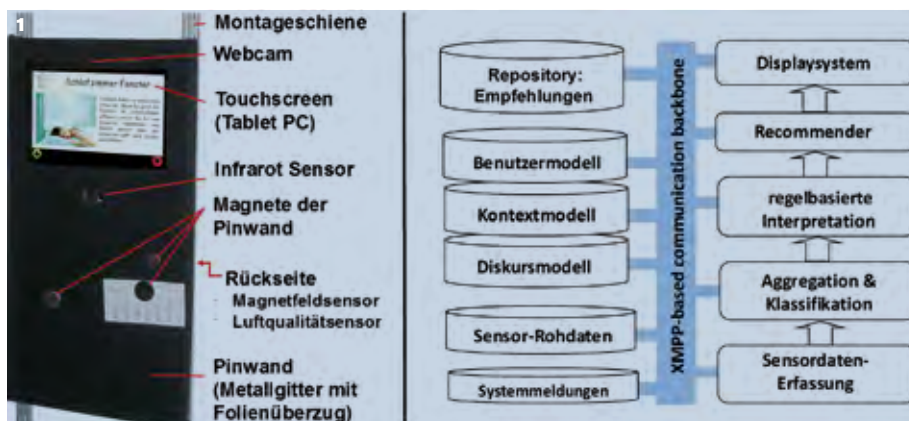 1
Montageschiene
Webcam
Touchscreen
(Tablet PC)
Infrarot Sensor
Magnete der
Pinwand
Rückseite
Magnetfeldsensor
Luftqualitätsensor
Pinwand
(Metallgitter mit
Folienüberzug)
Repository:
Empfehlungen
Benutzermodell
Kontextmodell
Diskursmodell
Sensor-Rohdaten
Systemmeldungen
XMPP-based communication backbone
Displaysystem
Recommender
regelbasierte
Interpretation
Aggregation &
Klassifikation
Sensordaten-
Erfassung